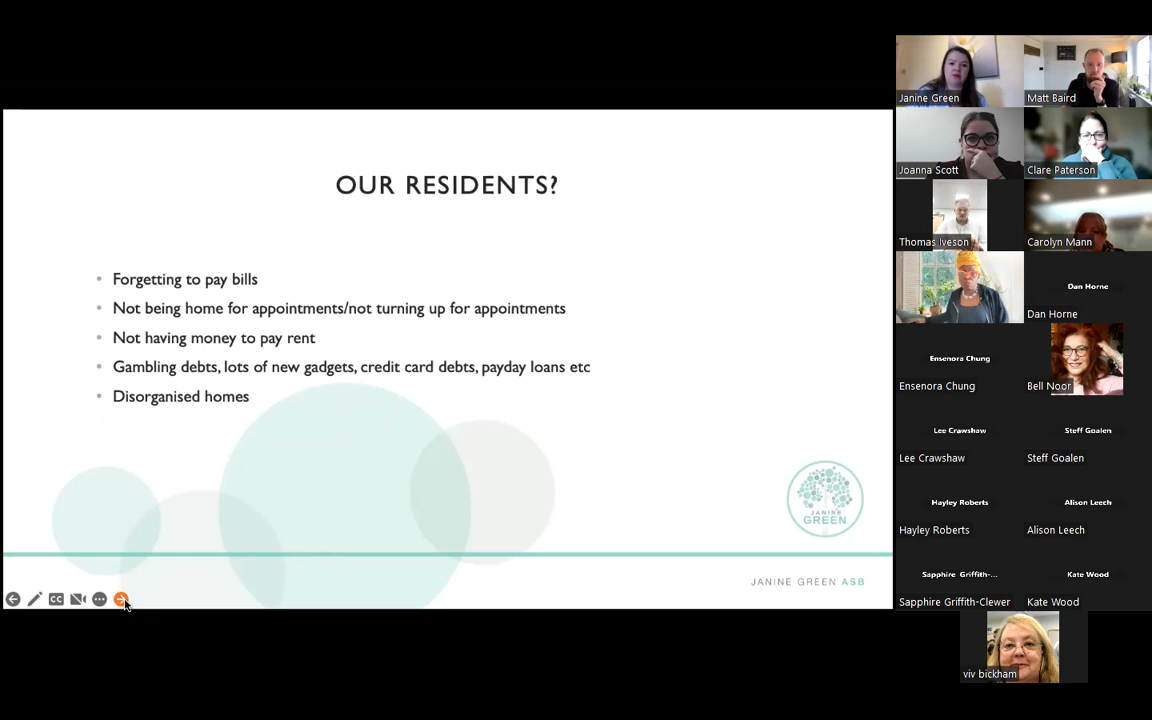 OUR RESIDENTS?
• Forgetting to pay bills
• Not being home for appointments/not turning up for appointments
• Not having money to pay rent
• Gambling debts, lots of new gadgets, credit card debts, payday loans etc
• Disorganised homes
JANINE
GREEN
JANINE GREEN ASB
CC
Janine Green
Matt Baird
Joanna Scott
Clare Paterson
Thomas Iveson
Carolyn Mann
Dan Horne
Dan Horne
Ensenora Chung
Ensenora Chung
Bell Noor
Lee Crawshaw
Lee Crawshaw
Steff Goalen
Steff Goalen
Hayley Roberts
Hayley Roberts
Alison Leech
Alison Leech
Sapphire Griffith-...
Sapphire Griffith-Clewer
Kate Wood
Kate Wood
viv bickham